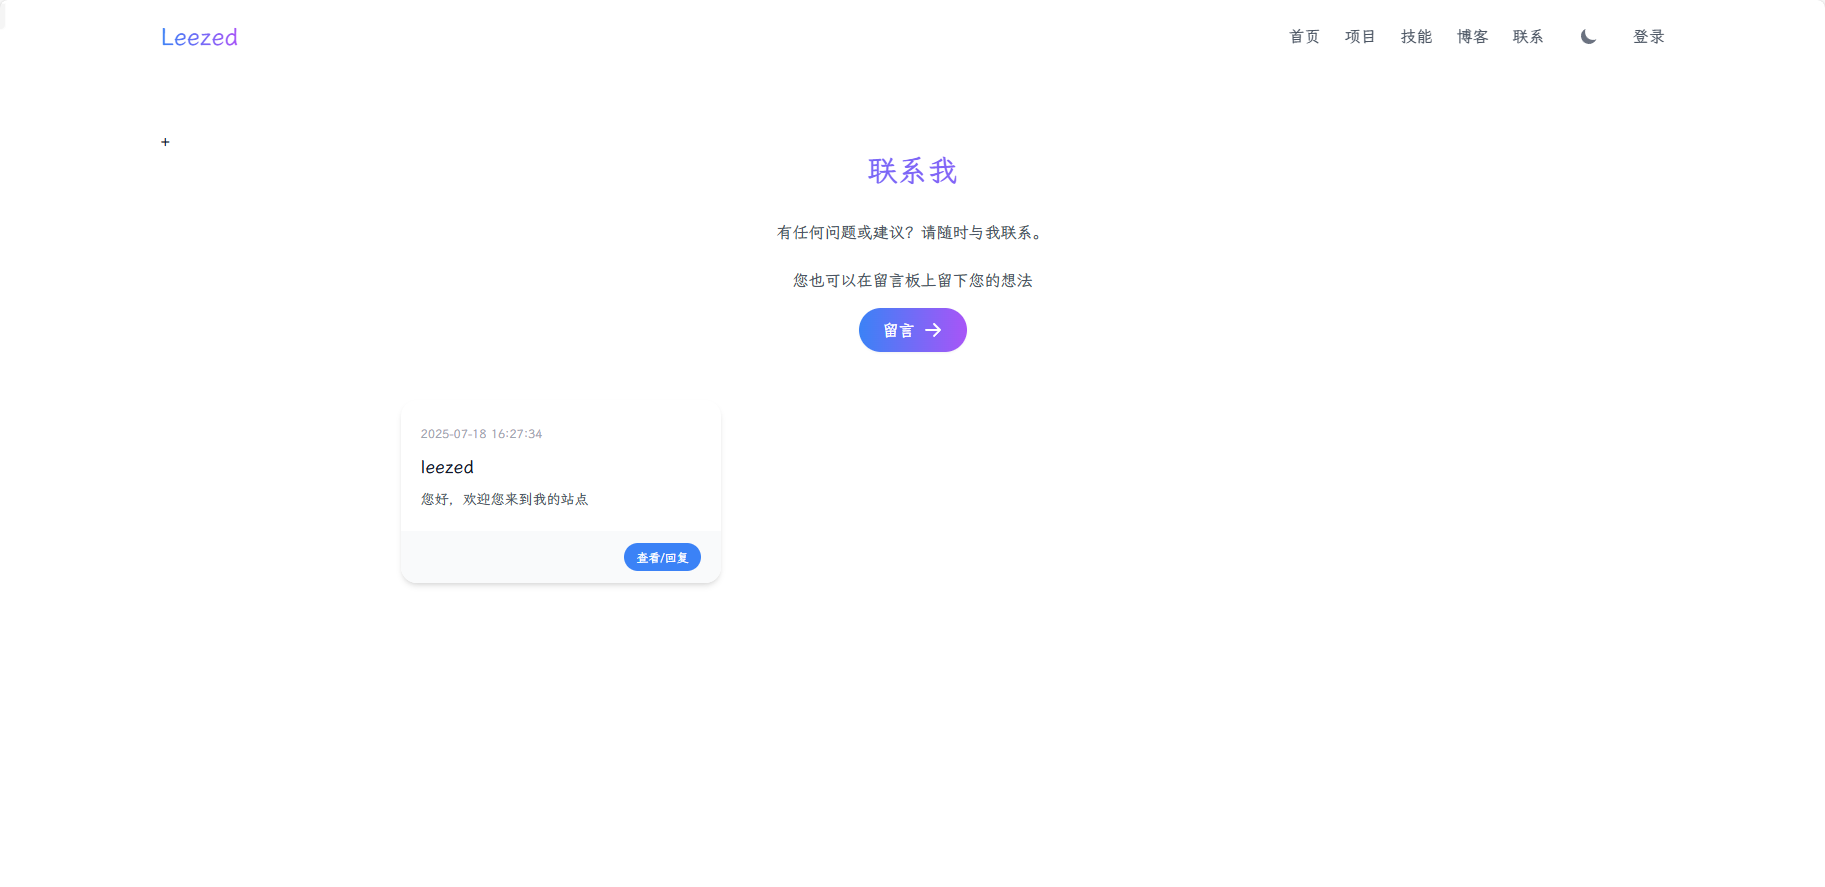 Leezed
首页 项目 技能 博客 联系 登录
+
联系我
有任何问题或建议？请随时与我联系。
您也可以在留言板上留下您的想法
留言 →
2025-07-18 16:27:34
leezed
您好，欢迎您来到我的站点
查看/回复